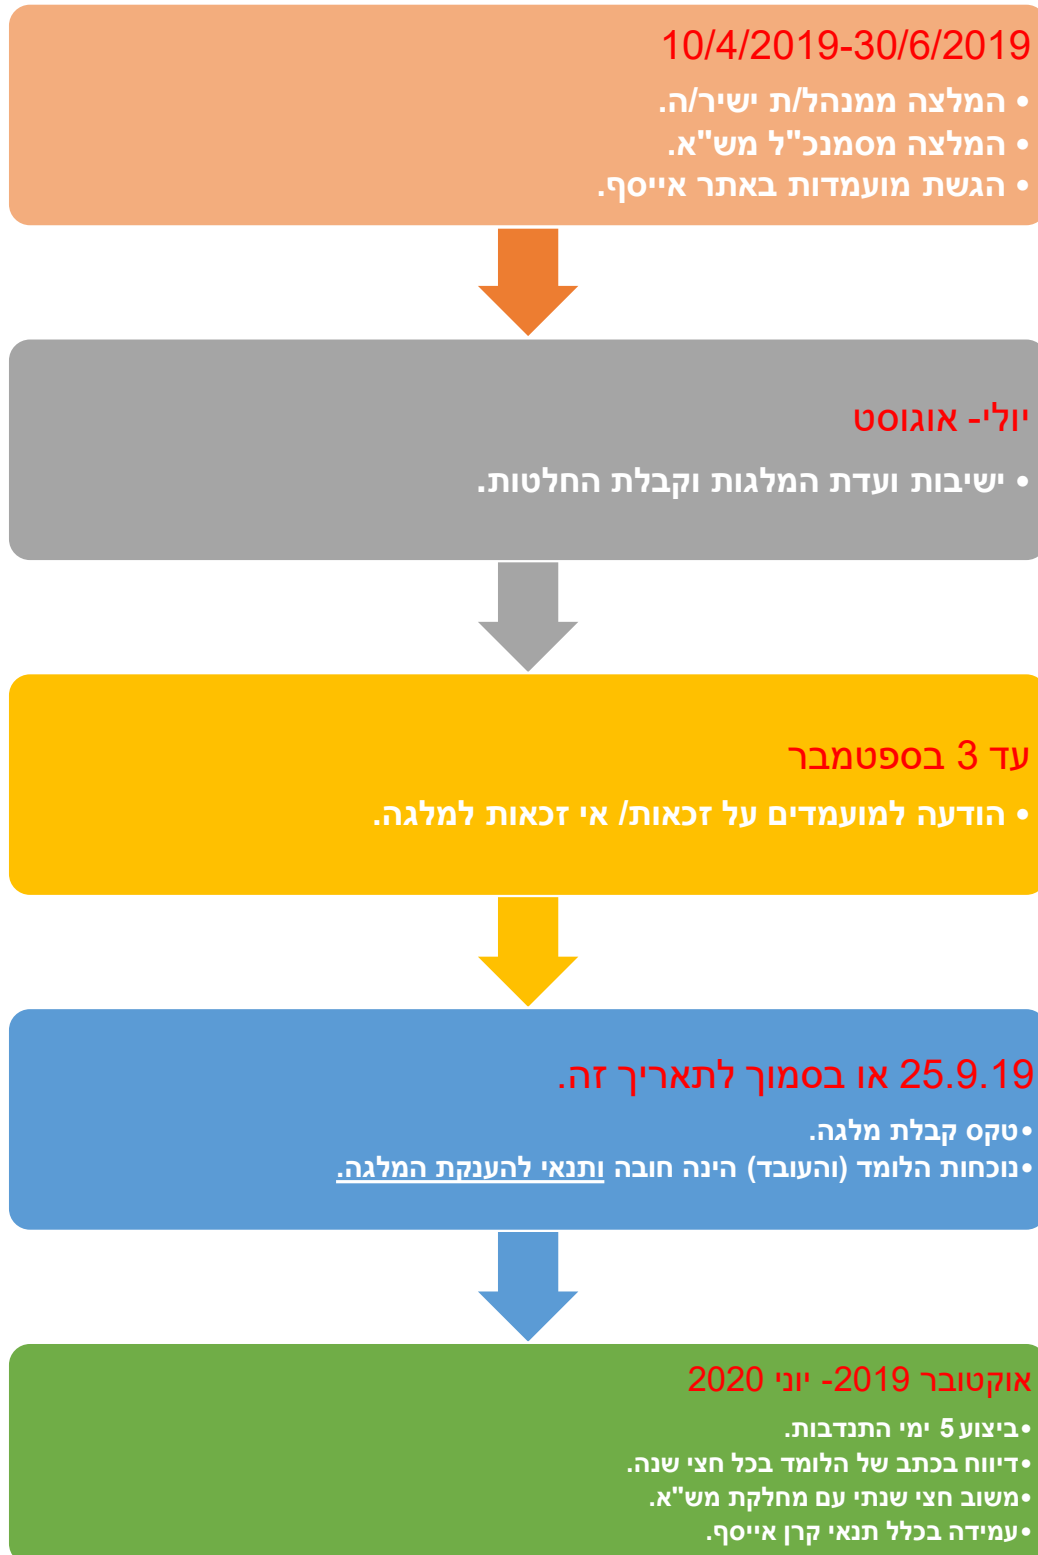 10/4/2019-30/6/2019
• המלצה ממנהל/ת ישיר/ה.
• המלצה מסמנכ"ל מש"א.
• הגשת מועמדות באתר אייסף.
יולי- אוגוסט
• ישיבות ועדת המלגות וקבלת החלטות.
עד 3 בספטמבר
• הודעה למועמדים על זכאות/ אי זכאות למלגה.
25.9.19 או בסמוך לתאריך זה.
•טקס קבלת מלגה.
•נוכחות הלומד (והעובד) הינה חובה ותנאי להענקת המלגה.
אוקטובר 2019- יוני 2020
•ביצוע 5 ימי התנדבות.
•דיווח בכתב של הלומד בכל חצי שנה.
•משוב חצי שנתי עם מחלקת מש"א.
•עמידה בכלל תנאי קרן אייסף.